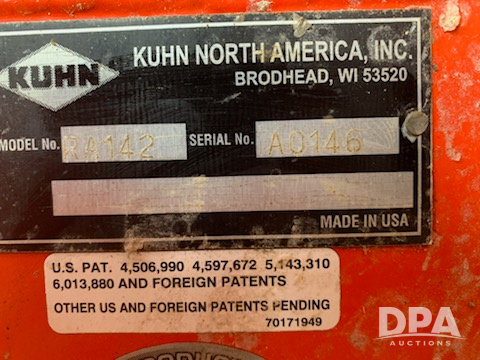 KUHN
KUHN NORTH AMERICA, INC.
BRODHEAD, WI 53520
MODEL No. RA142 SERIAL No. A0146
MADE IN USA
U.S. PAT. 4,506,990 4,597,672 5,143,310
6,013,880 AND FOREIGN PATENTS
OTHER US AND FOREIGN PATENTS PENDING
70171949
DPA
AUCTIONS